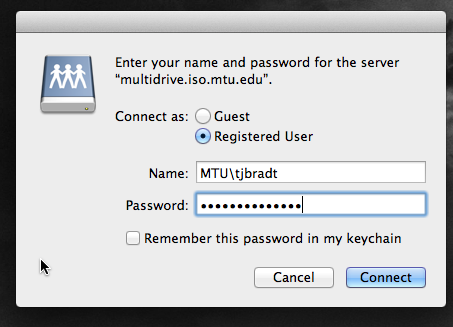 Enter your name and password for the server
“multidrive.iso.mtu.edu”.
Connect as: Guest
Registered User
Name: MTU\tjbradt
Password: ••••••••••••••
Remember this password in my keychain
Cancel Connect